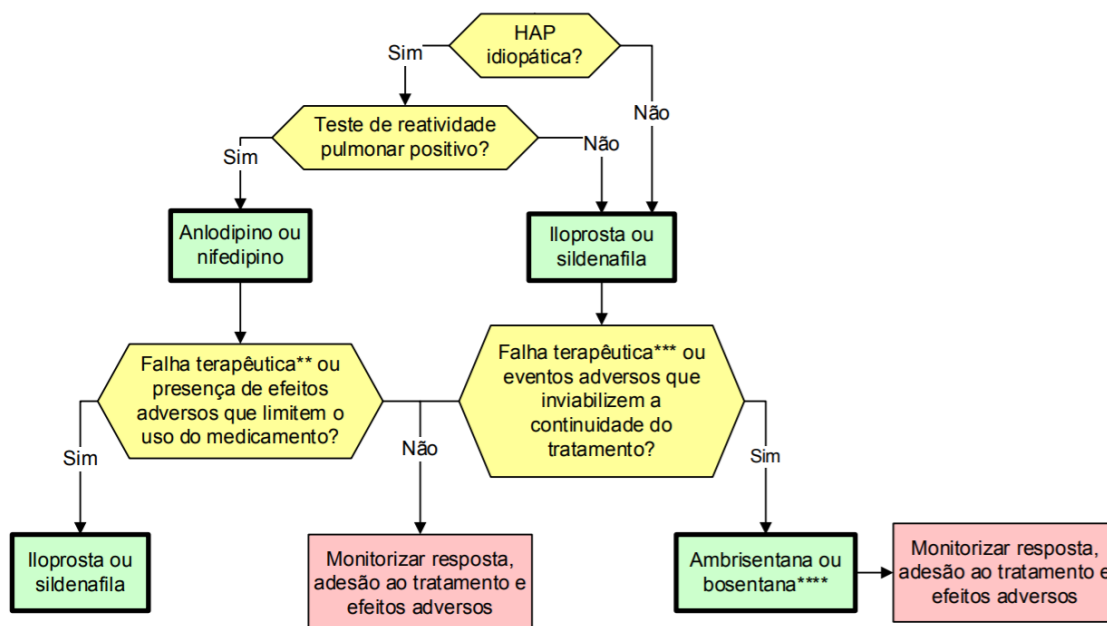 HAP
idiopática?
Sim
Não
Teste de reatividade
pulmonar positivo?
Sim
Não
Anlodipino ou
nifedipino
Iloprosta ou
sildenafila
Falha terapêutica** ou
presença de efeitos
adversos que limitem o
uso do medicamento?
Falha terapêutica*** ou
eventos adversos que
inviabilizem a
continuidade do
tratamento?
Sim
Não
Sim
Iloprosta ou
sildenafila
Monitorizar resposta,
adesão ao tratamento e
efeitos adversos
Ambrisentana ou
bosentana****
Monitorizar resposta,
adesão ao tratamento e
efeitos adversos